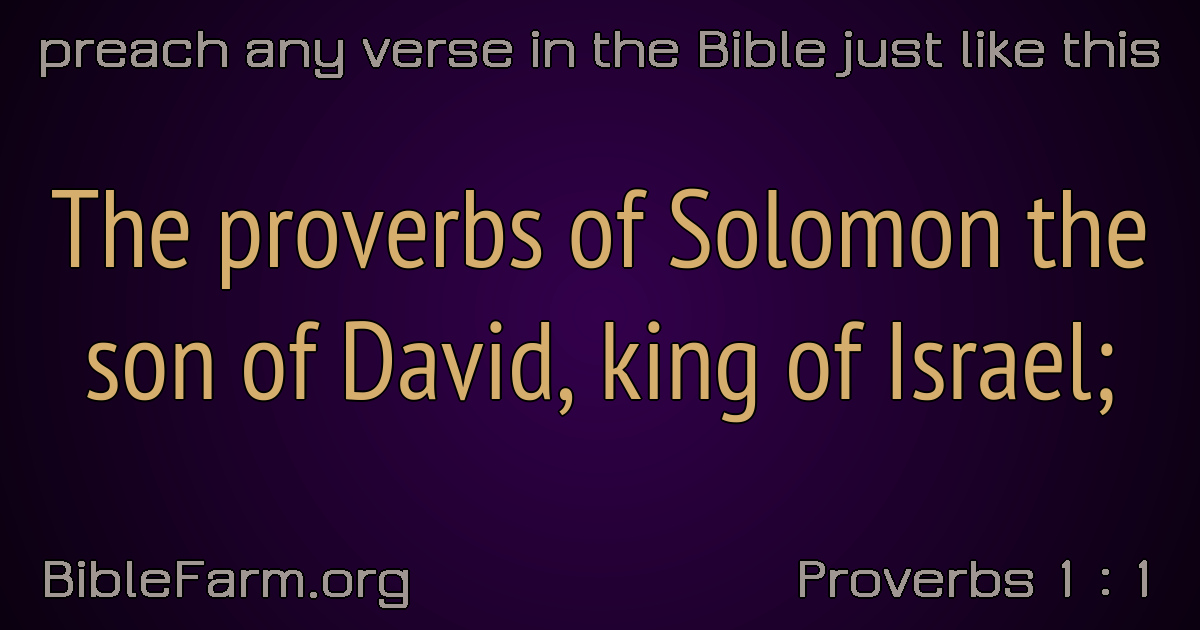 preach any verse in the Bible just like this
The proverbs of Solomon the
son of David, king of Israel;
BibleFarm.org
Proverbs 1 : 1